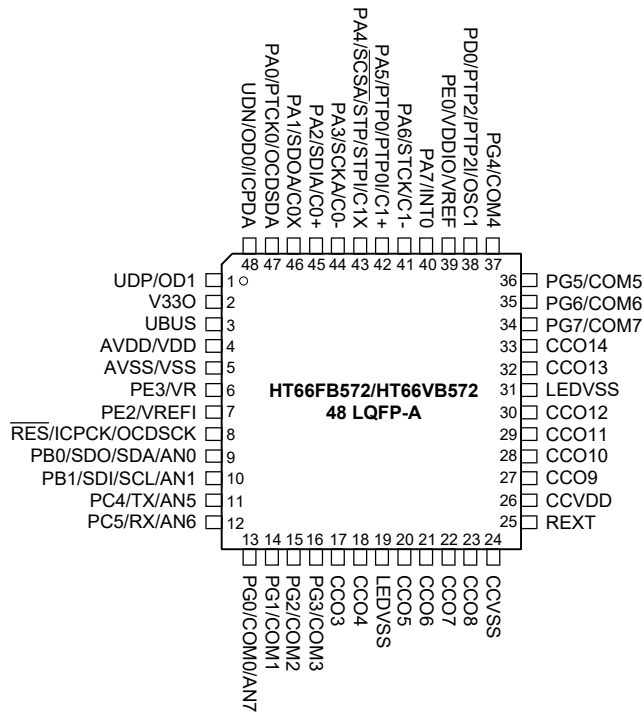 UDN/OD0/ICPDA
PA0/PTCK0/OCDSDA
PA1/SDOA/C0X
PA2/SDIA/C0+
PA3/SCKA/C0-
PA4/SCSA/STP/STPI/C1X
PA5/PTP0/PTP0I/C1+
PA6/STCK/C1-
PA7/INT0
PE0/VDDIO/VREF
PD0/PTP2/PTP2I/OSC1
PG4/COM4
48 47 46 45 44 43 42 41 40 39 38 37
UDP/OD1 1
V33O 2
UBUS 3
AVDD/VDD 4
AVSS/VSS 5
PE3/VR 6
PE2/VREFI 7
RES/ICPCK/OCDSCK 8
PB0/SDO/SDA/AN0 9
PB1/SDI/SCL/AN1 10
PC4/TX/AN5 11
PC5/RX/AN6 12
HT66FB572/HT66VB572
48 LQFP-A
36 PG5/COM5
35 PG6/COM6
34 PG7/COM7
33 CCO14
32 CCO13
31 LEDVSS
30 CCO12
29 CCO11
28 CCO10
27 CCO9
26 CCVDD
25 REXT
13 14 15 16 17 18 19 20 21 22 23 24
PG0/COM0/AN7
PG1/COM1
PG2/COM2
PG3/COM3
CCO3
CCO4
LEDVSS
CCO5
CCO6
CCO7
CCO8
CCVSS